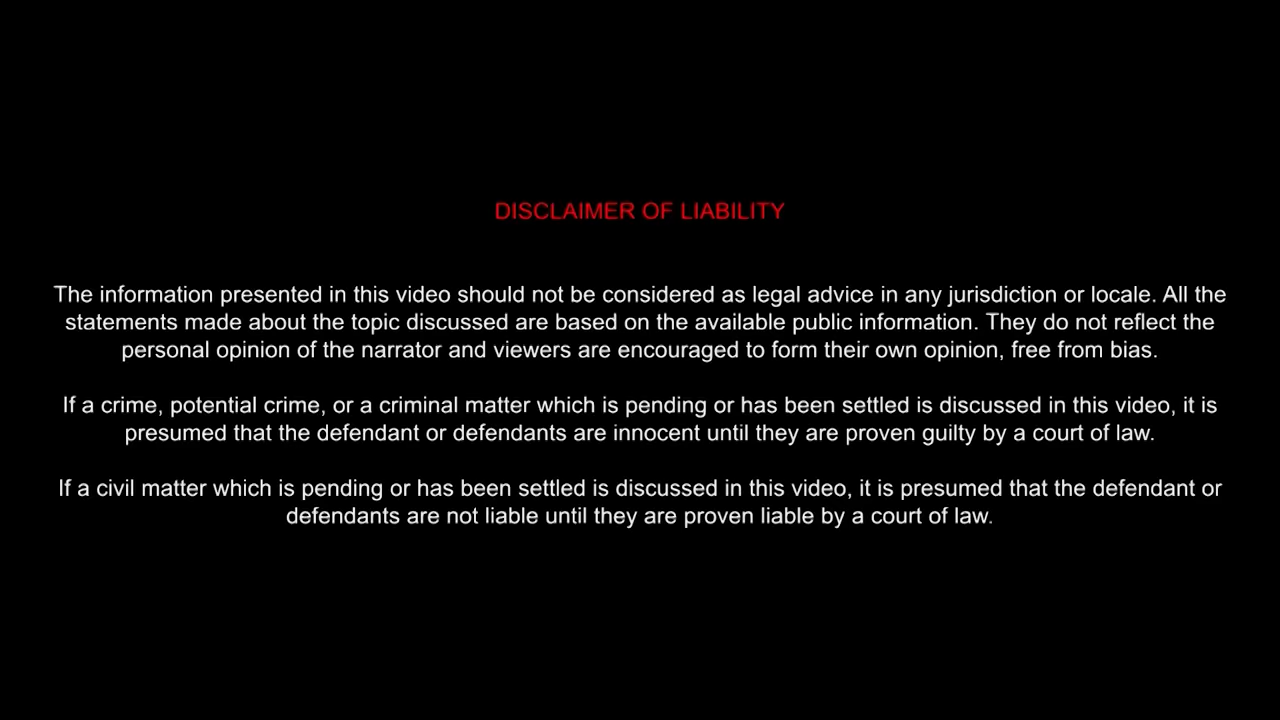 DISCLAIMER OF LIABILITY
The information presented in this video should not be considered as legal advice in any jurisdiction or locale. All the
statements made about the topic discussed are based on the available public information. They do not reflect the
personal opinion of the narrator and viewers are encouraged to form their own opinion, free from bias.
If a crime, potential crime, or a criminal matter which is pending or has been settled is discussed in this video, it is
presumed that the defendant or defendants are innocent until they are proven guilty by a court of law.
If a civil matter which is pending or has been settled is discussed in this video, it is presumed that the defendant or
defendants are not liable until they are proven liable by a court of law.